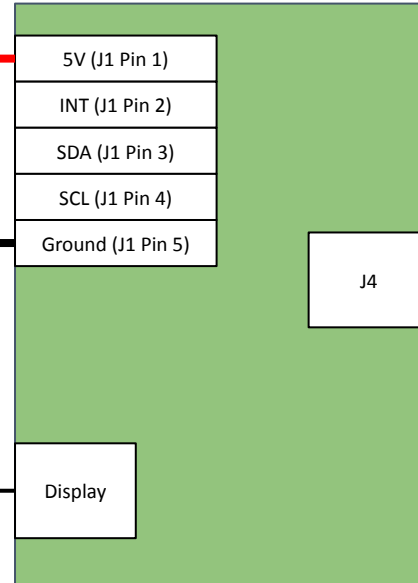 5V (J1 Pin 1)
INT (J1 Pin 2)
SDA (J1 Pin 3)
SCL (J1 Pin 4)
Ground (J1 Pin 5)
J4
Display